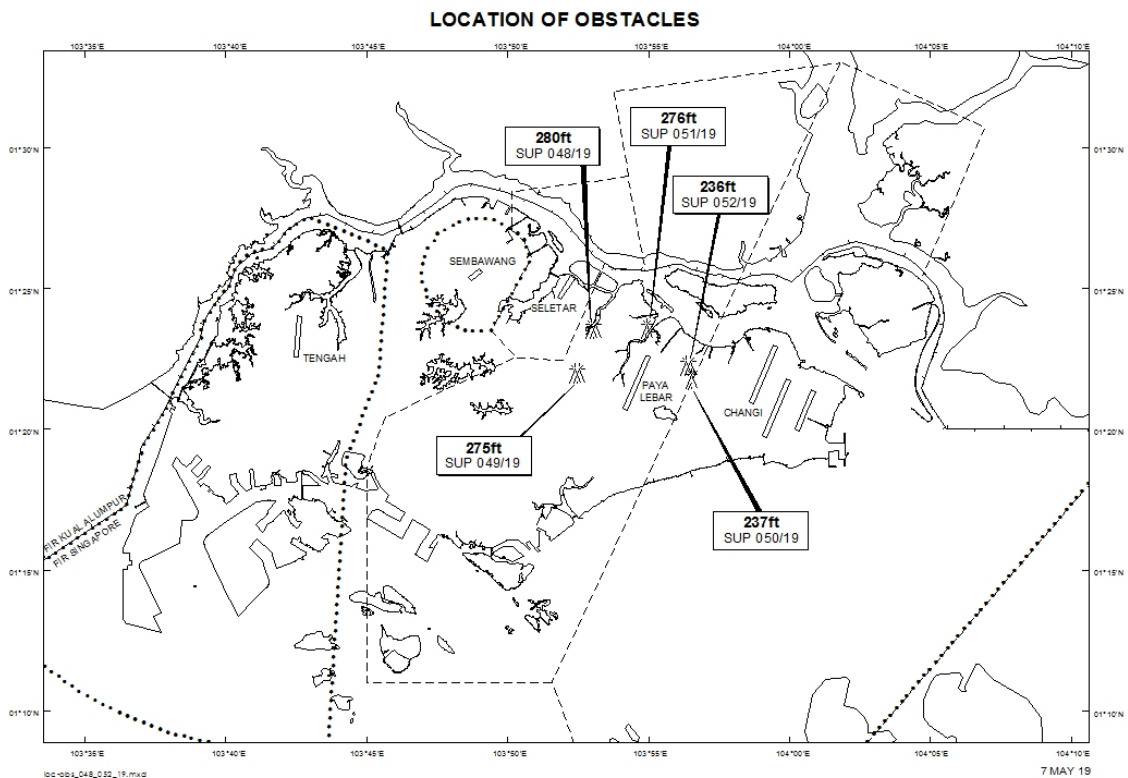 LOCATION OF OBSTACLES
103°35'E
103°40'E
103°45'E
103°50'E
103°55'E
104°00'E
104°05'E
104°10'E
01°30'N
01°25'N
01°20'N
01°15'N
01°10'N
280ft
SUP 048/19
276ft
SUP 051/19
236ft
SUP 052/19
SEMBAWANG
SELETAR
TENGAH
PAYA
LEBAR
CHANGI
275ft
SUP 049/19
237ft
SUP 050/19
FIR KUALA LUMPUR
FIR SINGAPORE
103°35'E
103°40'E
103°45'E
103°50'E
103°55'E
104°00'E
104°05'E
104°10'E
01°30'N
01°25'N
01°20'N
01°15'N
01°10'N
loc-obs_048_052_19.mxd
7 MAY 19